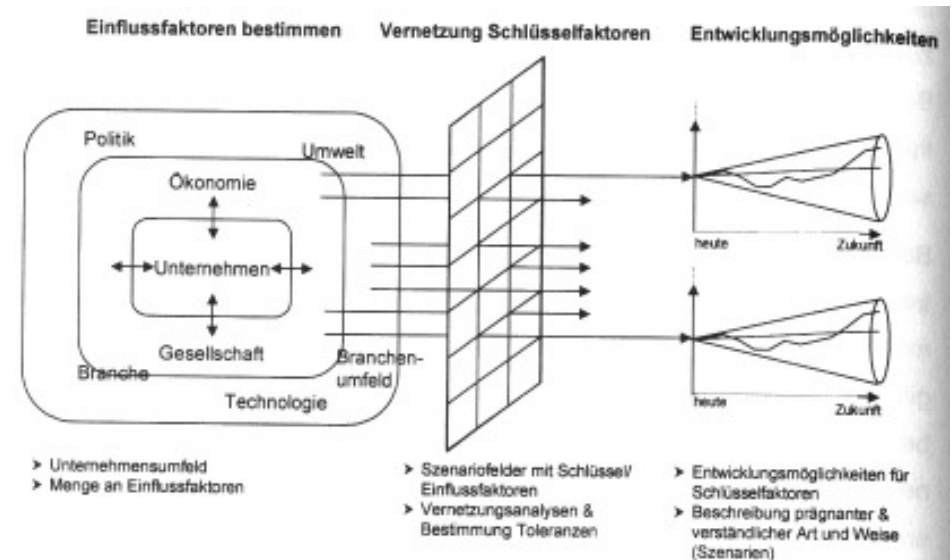 Einflussfaktoren bestimmen
Vernetzung Schlüsselfaktoren
Entwicklungsmöglichkeiten
Politik
Umwelt
Ökonomie
Unternehmen
Gesellschaft
Branche
Branchen-
umfeld
Technologie
heute
Zukunft
heute
Zukunft
➤ Unternehmensumfeld
➤ Menge an Einflussfaktoren
➤ Szenariofelder mit Schlüssel/
Einflussfaktoren
➤ Vernetzungsanalysen &
Bestimmung Toleranzen
➤ Entwicklungsmöglichkeiten für
Schlüsselfaktoren
➤ Beschreibung prägnanter &
verständlicher Art und Weise
(Szenarien)